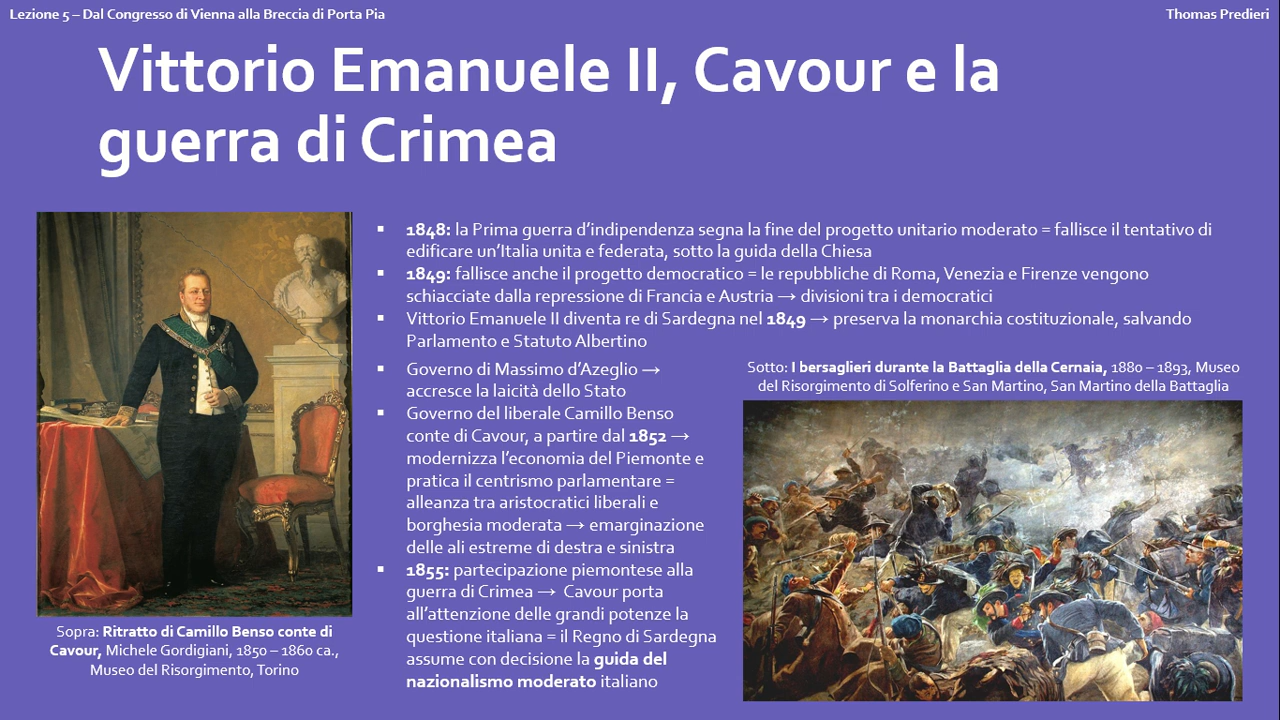 Lezione 5 – Dal Congresso di Vienna alla Breccia di Porta Pia
Thomas Predieri
Vittorio Emanuele II, Cavour e la
guerra di Crimea
▪ 1848: la Prima guerra d’indipendenza segna la fine del progetto unitario moderato = fallisce il tentativo di
edificare un’Italia unita e federata, sotto la guida della Chiesa
▪ 1849: fallisce anche il progetto democratico = le repubbliche di Roma, Venezia e Firenze vengono
schiacciate dalla repressione di Francia e Austria → divisioni tra i democratici
▪ Vittorio Emanuele II diventa re di Sardegna nel 1849 → preserva la monarchia costituzionale, salvando
Parlamento e Statuto Albertino
▪ Governo di Massimo d’Azeglio →
accresce la laicità dello Stato
▪ Governo del liberale Camillo Benso
conte di Cavour, a partire dal 1852 →
modernizza l’economia del Piemonte e
pratica il centrismo parlamentare =
alleanza tra aristocratici liberali e
borghesia moderata → emarginazione
delle ali estreme di destra e sinistra
▪ 1855: partecipazione piemontese alla
guerra di Crimea → Cavour porta
all’attenzione delle grandi potenze la
questione italiana = il Regno di Sardegna
assume con decisione la guida del
nazionalismo moderato italiano
Sotto: I bersaglieri durante la Battaglia della Cernaia, 1880 – 1893, Museo
del Risorgimento di Solferino e San Martino, San Martino della Battaglia
Sopra: Ritratto di Camillo Benso conte di
Cavour, Michele Gordigiani, 1850 – 1860 ca.,
Museo del Risorgimento, Torino